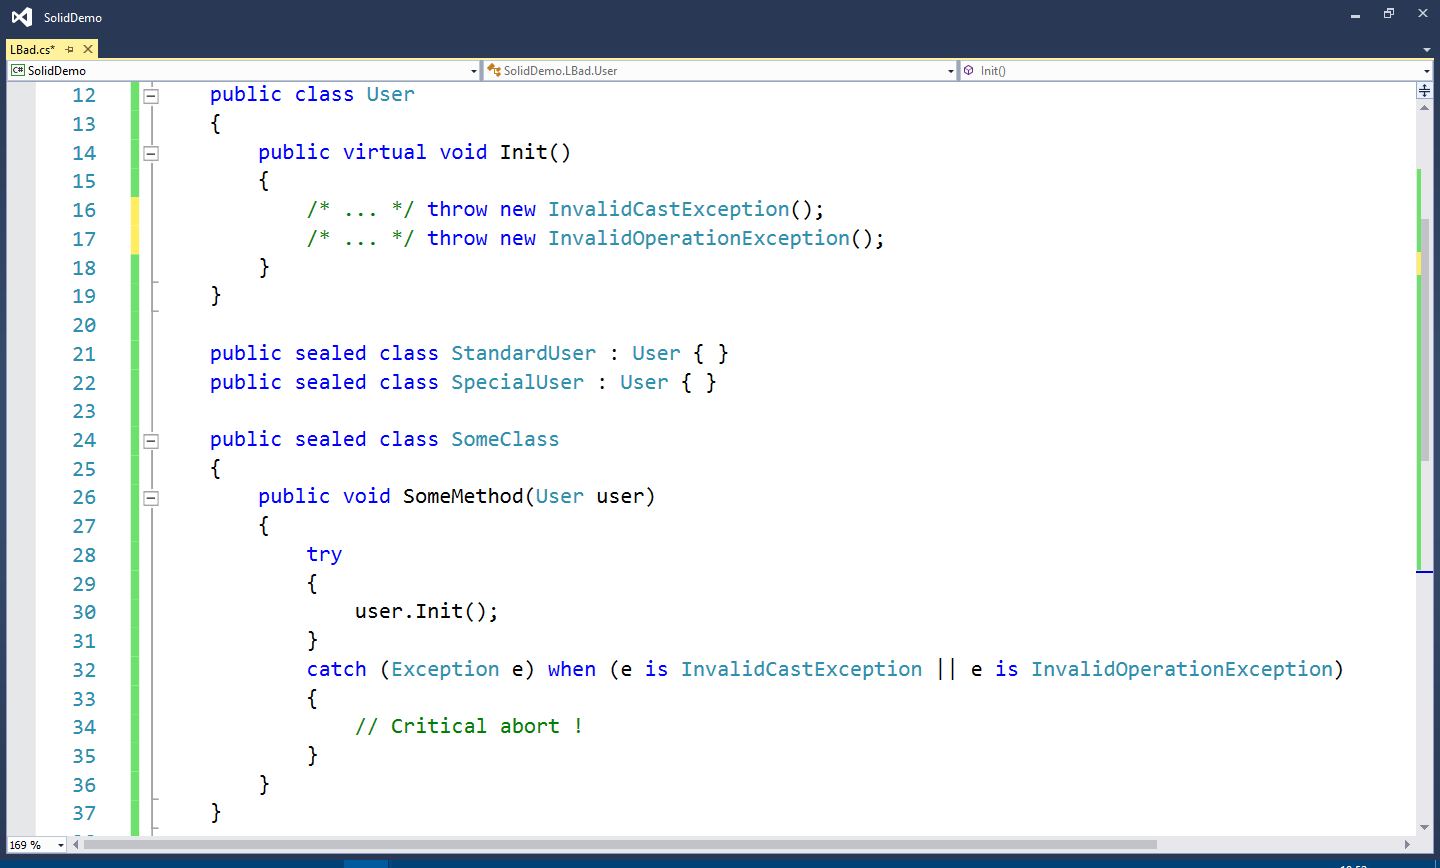 SolidDemo
LBad.cs*
SolidDemo SolidDemo.LBad.User Init()
12 public class User
13 {
14 public virtual void Init()
15 {
16 /* ... */ throw new InvalidCastException();
17 /* ... */ throw new InvalidOperationException();
18 }
19 }
20
21 public sealed class StandardUser : User { }
22 public sealed class SpecialUser : User { }
23
24 public sealed class SomeClass
25 {
26 public void SomeMethod(User user)
27 {
28 try
29 {
30 user.Init();
31 }
32 catch (Exception e) when (e is InvalidCastException || e is InvalidOperationException)
33 {
34 // Critical abort !
35 }
36 }
37 }
169 %